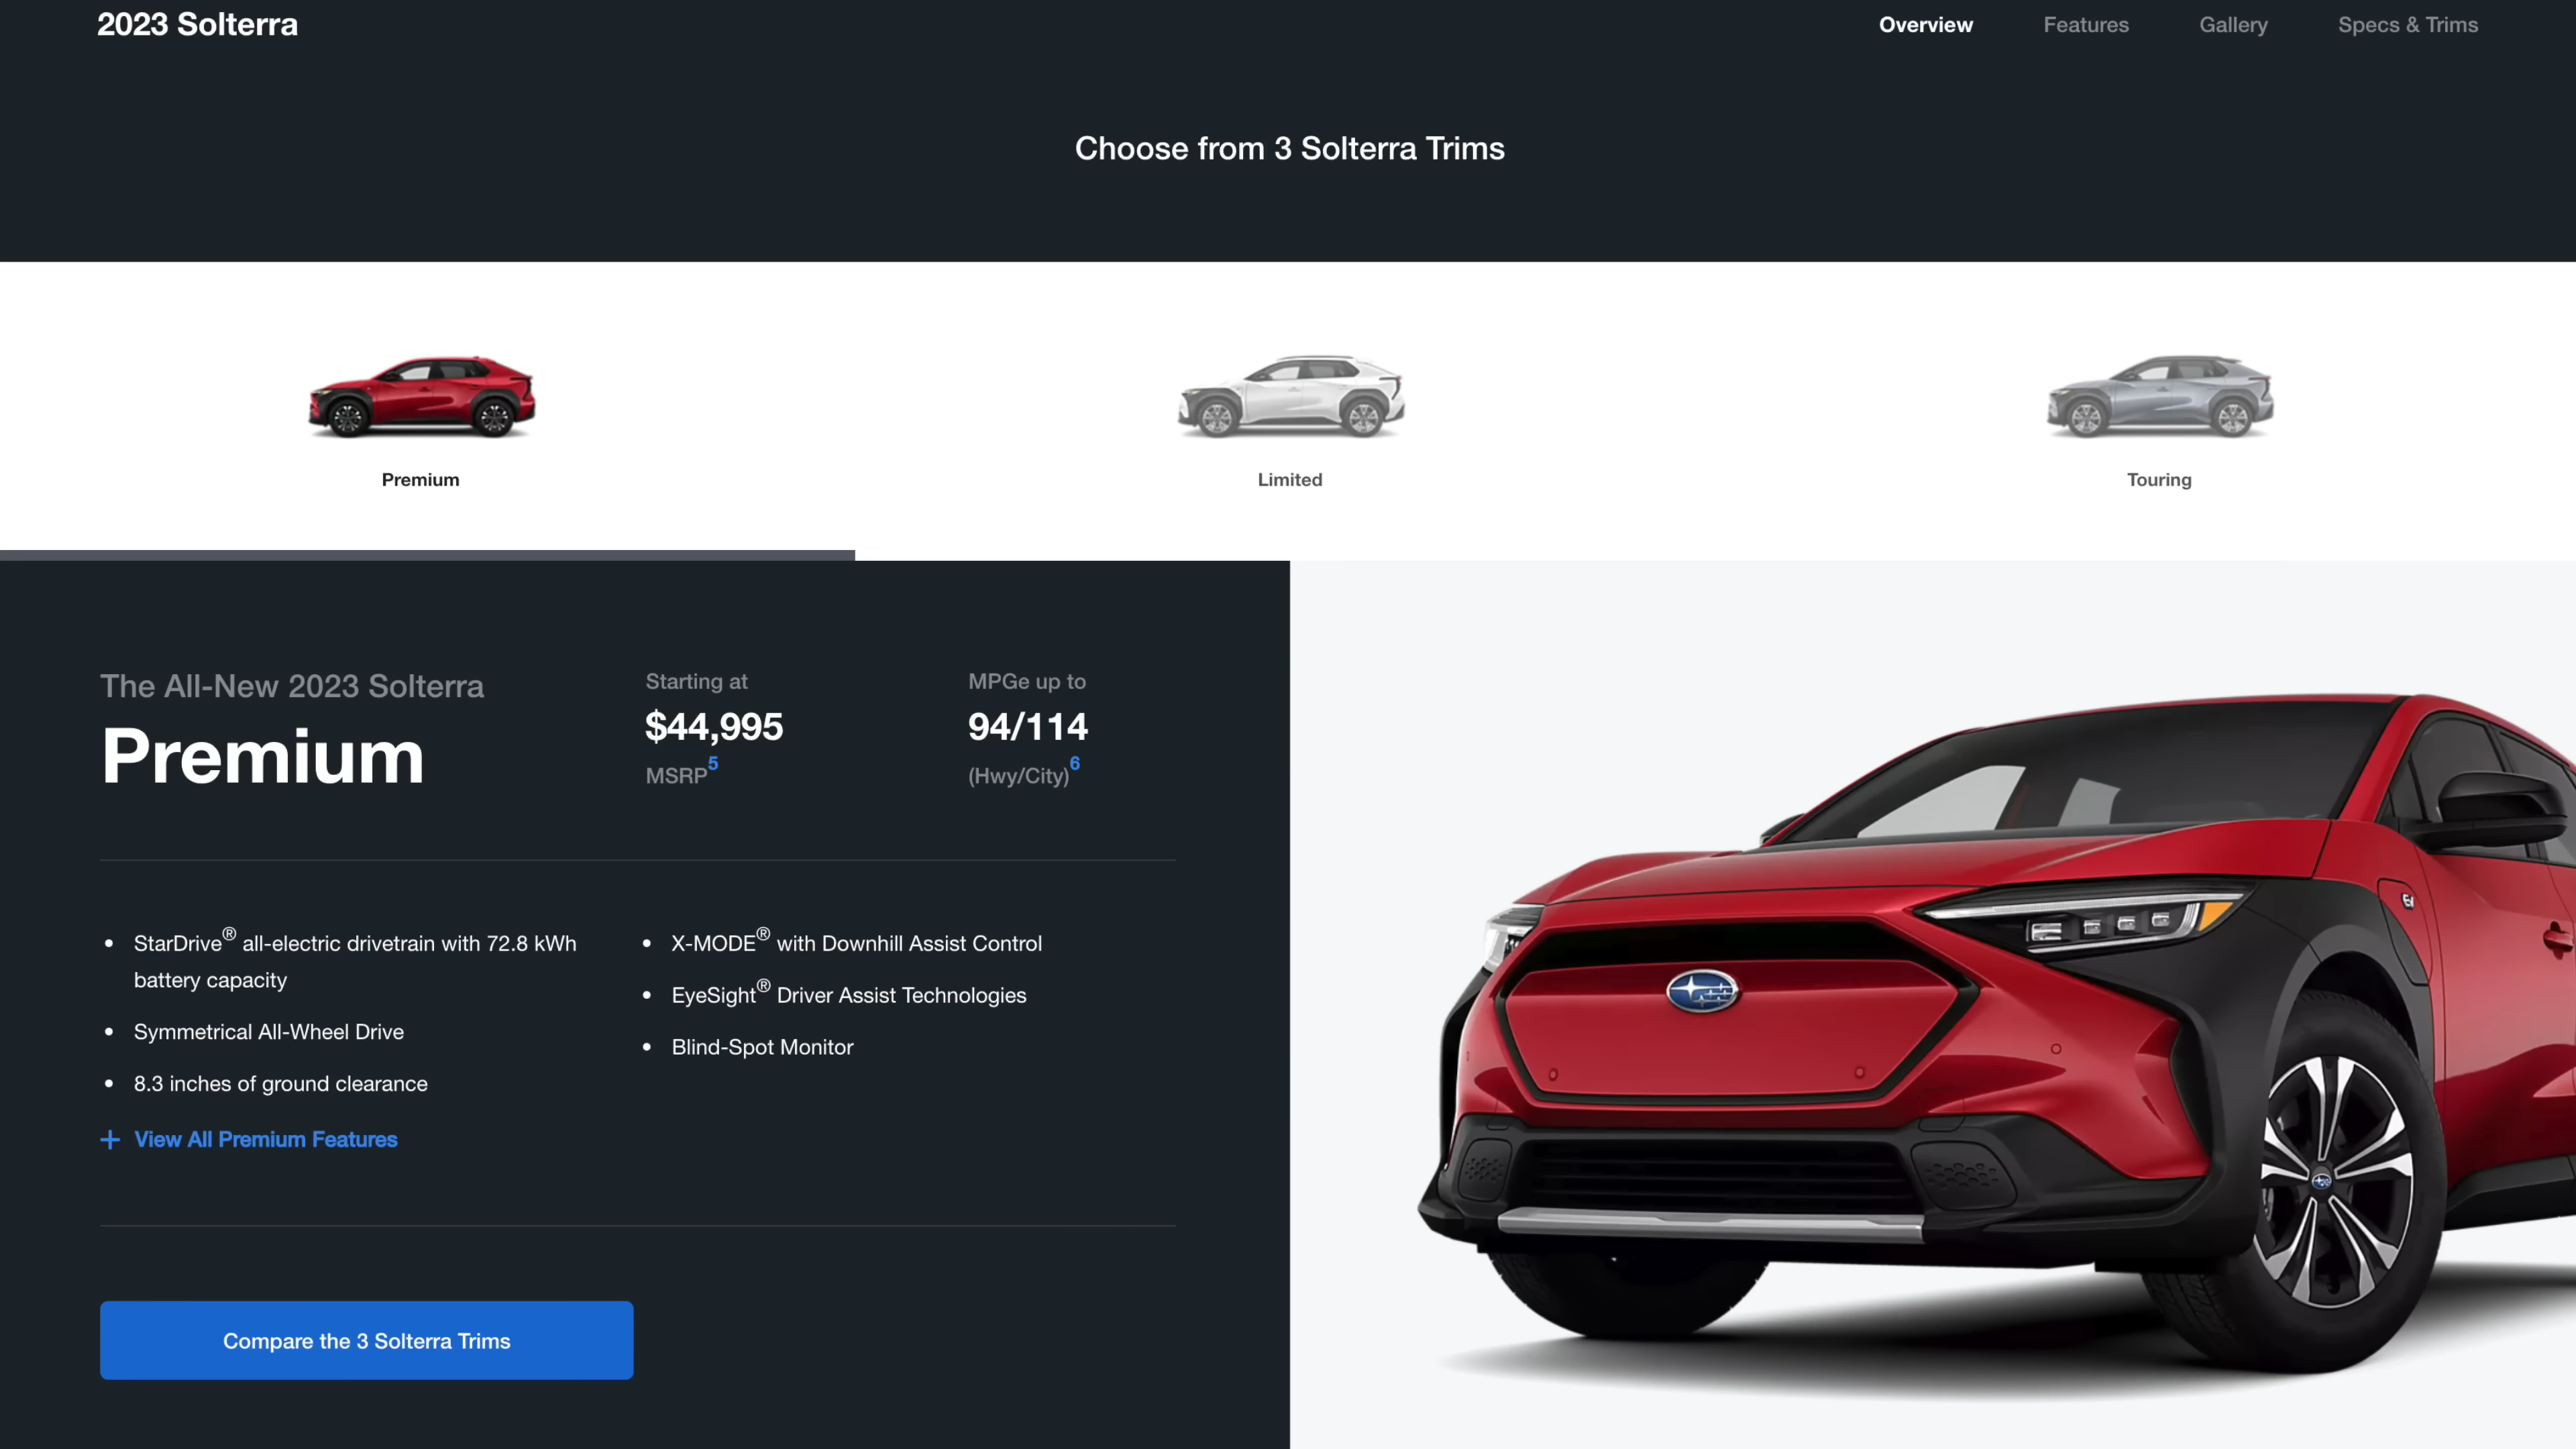 2023 Solterra
Overview
Features
Gallery
Specs & Trims
Choose from 3 Solterra Trims
Premium
Limited
Touring
The All-New 2023 Solterra
Premium
Starting at
$44,995
MSRP5
MPGe up to
94/114
(Hwy/City)6
• StarDrive® all-electric drivetrain with 72.8 kWh
battery capacity
• Symmetrical All-Wheel Drive
• 8.3 inches of ground clearance
• X-MODE® with Downhill Assist Control
• EyeSight® Driver Assist Technologies
• Blind-Spot Monitor
+ View All Premium Features
Compare the 3 Solterra Trims
EV